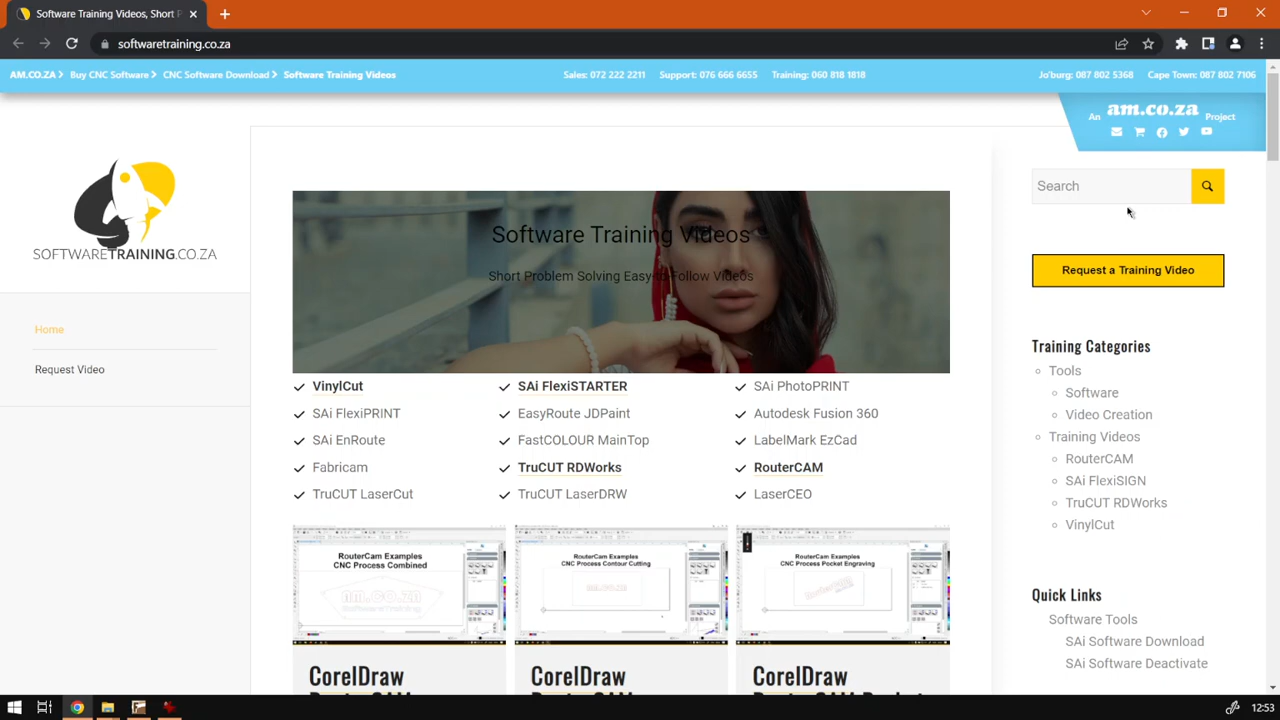 Software Training Videos, Short P
softwaretraining.co.za
AM.CO.ZA
Buy CNC Software
CNC Software Download
Software Training Videos
Sales: 072 222 2211
Support: 076 666 6655
Training: 060 818 1818
Jo'burg: 087 802 5368
Cape Town: 087 802 7106
An am.co.za Project
SOFTWARETRAINING.CO.ZA
Home
Request Video
Software Training Videos
Short Problem Solving Easy-to-Follow Videos
VinylCut
SAi FlexiSTARTER
SAi PhotoPRINT
SAi FlexiPRINT
EasyRoute JDPaint
Autodesk Fusion 360
SAi EnRoute
FastCOLOUR MainTop
LabelMark EzCad
Fabricam
TruCUT RDWorks
RouterCAM
TruCUT LaserCut
TruCUT LaserDRW
LaserCEO
RouterCam Examples
CNC Process Combined
AM.CO.ZA
RouterCam Examples
CNC Process Contour Cutting
AM.CO.ZA
RouterCam Examples
CNC Process Pocket Engraving
CorelDraw
CorelDraw
CorelDraw
Search
Request a Training Video
Training Categories
Tools
Software
Video Creation
Training Videos
RouterCAM
SAi FlexiSIGN
TruCUT RDWorks
VinylCut
Quick Links
Software Tools
SAi Software Download
SAi Software Deactivate
12:53